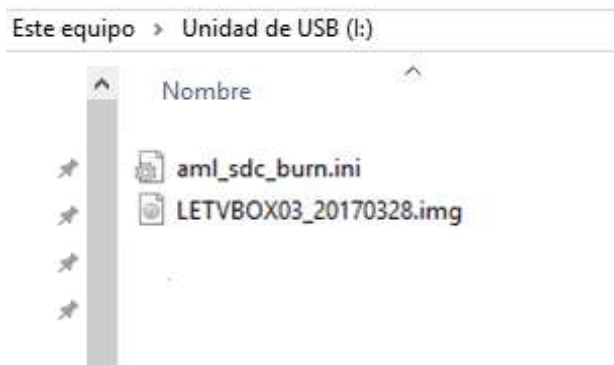 Este equipo > Unidad de USB (I:)
Nombre
aml_sdc_burn.ini
LETVBOX03_20170328.img